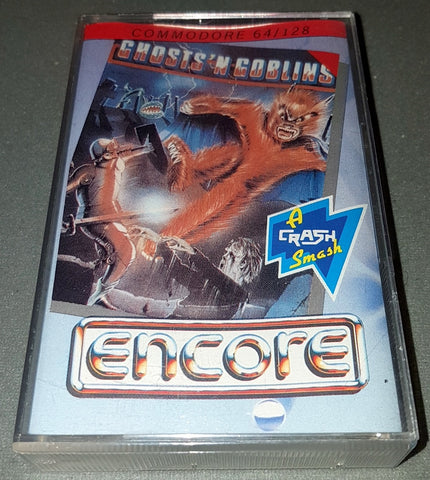 COMMODORE 64/128
GHOSTS'N GOBLINS
A
CRASH
Smash
EnCORE